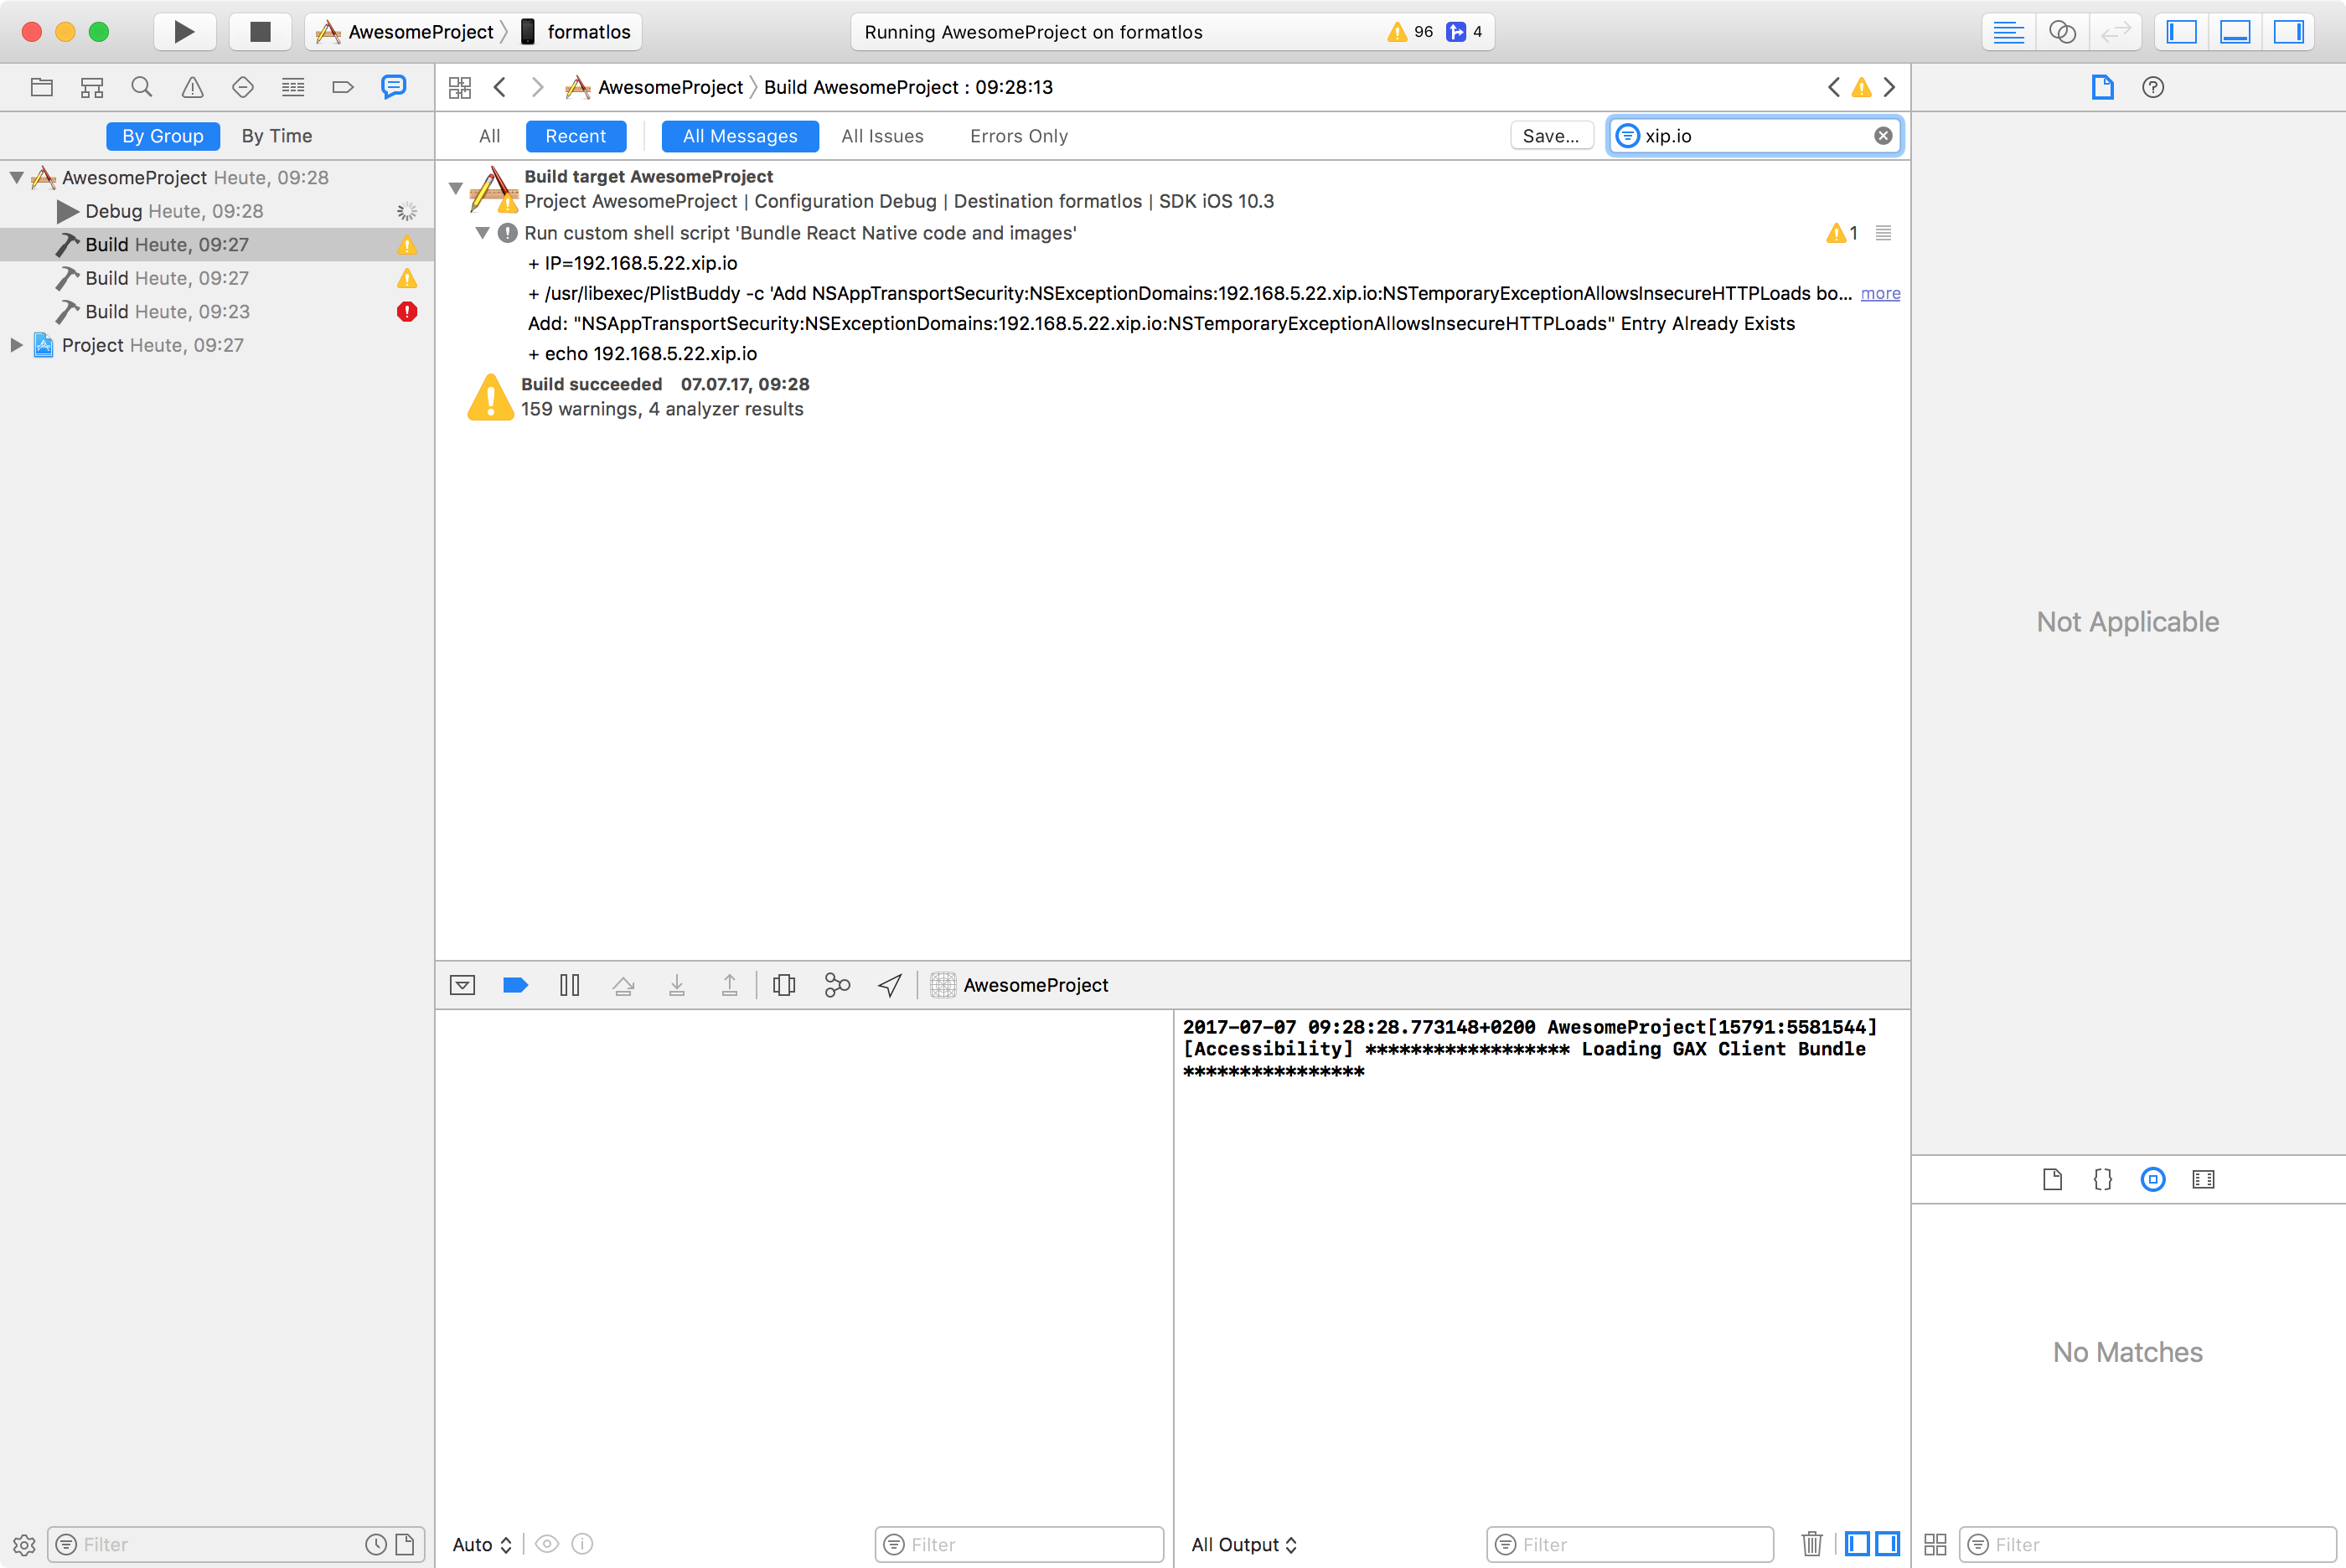 AwesomeProject
formatlos
Running AwesomeProject on formatlos
96
4
AwesomeProject
Build AwesomeProject : 09:28:13
By Group
By Time
All
Recent
All Messages
All Issues
Errors Only
Save...
xip.io
AwesomeProject Heute, 09:28
Debug Heute, 09:28
Build Heute, 09:27
Build Heute, 09:27
Build Heute, 09:23
Project Heute, 09:27
Build target AwesomeProject
Project AwesomeProject | Configuration Debug | Destination formatlos | SDK iOS 10.3
Run custom shell script 'Bundle React Native code and images'
1
+ IP=192.168.5.22.xip.io
+ /usr/libexec/PlistBuddy -c 'Add NSAppTransportSecurity:NSExceptionDomains:192.168.5.22.xip.io:NSTemporaryExceptionAllowsInsecureHTTPLoads bo... more
Add: "NSAppTransportSecurity:NSExceptionDomains:192.168.5.22.xip.io:NSTemporaryExceptionAllowsInsecureHTTPLoads" Entry Already Exists
+ echo 192.168.5.22.xip.io
Build succeeded 07.07.17, 09:28
159 warnings, 4 analyzer results
Not Applicable
AwesomeProject
2017-07-07 09:28:28.773148+0200 AwesomeProject[15791:5581544]
[Accessibility] ****************** Loading GAX Client Bundle
****************
No Matches
Filter
Auto
Filter
All Output
Filter
Filter